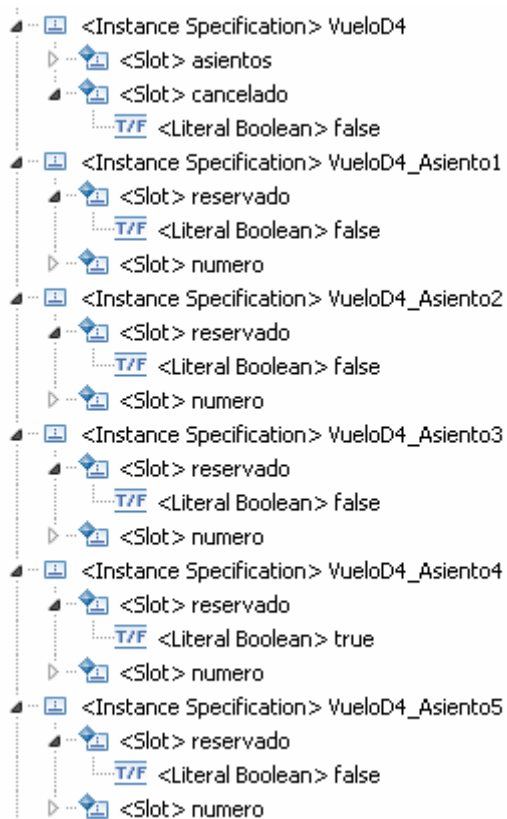 <Instance Specification> VueloD4
<Slot> asientos
<Slot> cancelado
T/F <Literal Boolean> false
<Instance Specification> VueloD4_Asiento1
<Slot> reservado
T/F <Literal Boolean> false
<Slot> numero
<Instance Specification> VueloD4_Asiento2
<Slot> reservado
T/F <Literal Boolean> false
<Slot> numero
<Instance Specification> VueloD4_Asiento3
<Slot> reservado
T/F <Literal Boolean> false
<Slot> numero
<Instance Specification> VueloD4_Asiento4
<Slot> reservado
T/F <Literal Boolean> true
<Slot> numero
<Instance Specification> VueloD4_Asiento5
<Slot> reservado
T/F <Literal Boolean> false
<Slot> numero